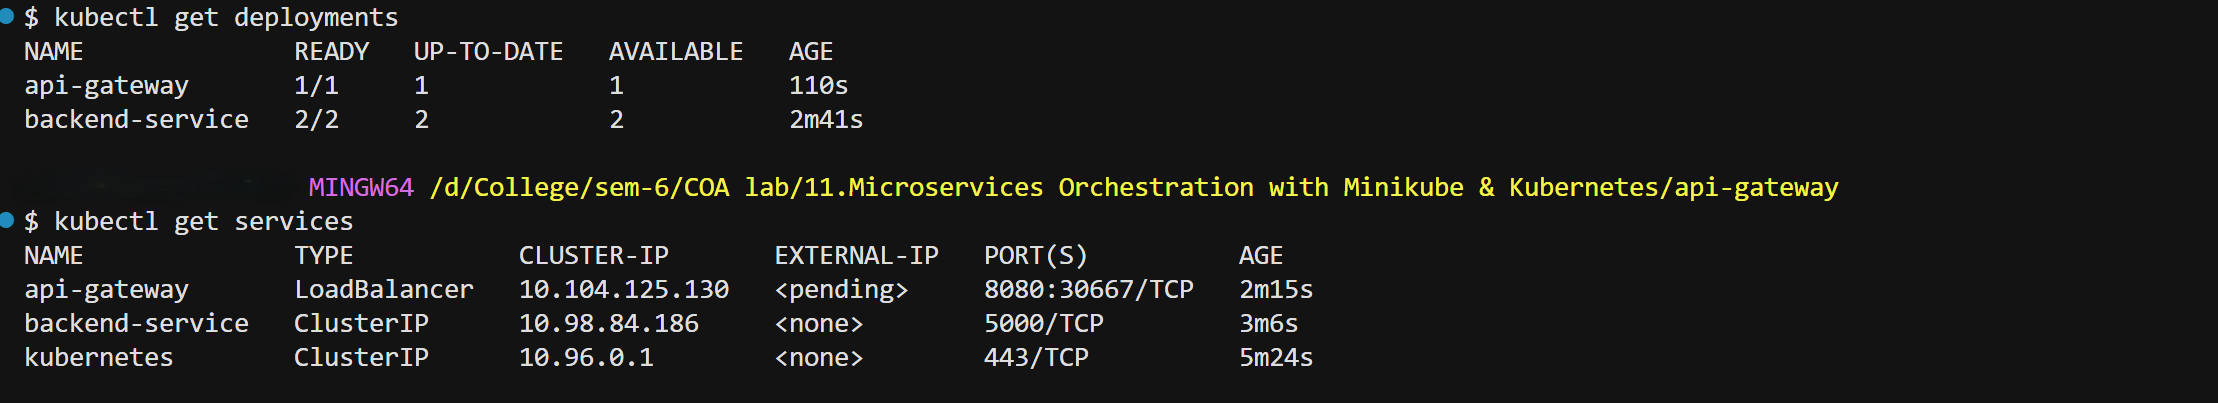 $ kubectl get deployments
NAME              READY   UP-TO-DATE   AVAILABLE   AGE
api-gateway       1/1     1            1           110s
backend-service   2/2     2            2           2m41s
MINGW64 /d/College/sem-6/COA lab/11.Microservices Orchestration with Minikube & Kubernetes/api-gateway
$ kubectl get services
NAME              TYPE           CLUSTER-IP       EXTERNAL-IP   PORT(S)          AGE
api-gateway       LoadBalancer   10.104.125.130   <pending>     8080:30667/TCP   2m15s
backend-service   ClusterIP      10.98.84.186     <none>        5000/TCP         3m6s
kubernetes        ClusterIP      10.96.0.1        <none>        443/TCP          5m24s